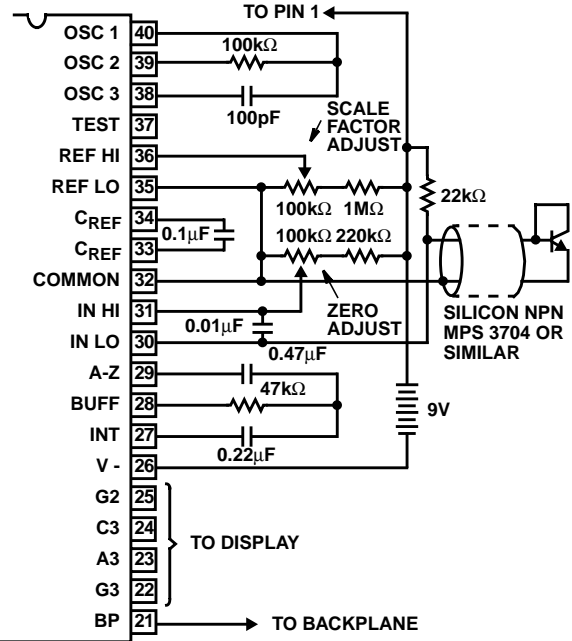 TO PIN 1
OSC 1 40
OSC 2 39
100kΩ
OSC 3 38
100pF
TEST 37
SCALE
FACTOR
ADJUST
REF HI 36
REF LO 35
100kΩ 1MΩ
22kΩ
CREF 34
0.1μF
CREF 33
100kΩ 220kΩ
COMMON 32
IN HI 31
ZERO
ADJUST
0.01μF
IN LO 30
SILICON NPN
MPS 3704 OR
SIMILAR
0.47μF
A-Z 29
47kΩ
BUFF 28
9V
INT 27
0.22μF
V - 26
G2 25
C3 24
TO DISPLAY
A3 23
G3 22
BP 21
TO BACKPLANE